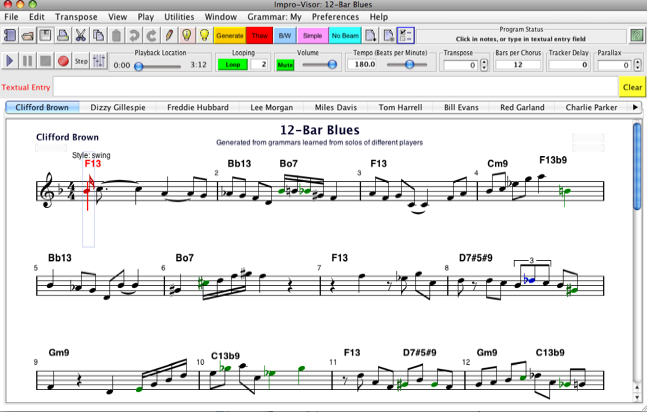 Impro-Visor: 12-Bar Blues
File Edit Transpose View Play Utilities Window Grammar: My Preferences Help
Generate Thru B/W Simple No Beam
Program Status
Click in notes, or type in textual entry field
Step
Playback Location
0:00 3:12
Looping
Loop 2
Volume
Mute
Tempo (Beats per Minute)
180.0
Transpose
0
Bars per Chorus
12
Tracker Delay
0
Parallax
0
Textual Entry
Clear
Clifford Brown Dizzy Gillespie Freddie Hubbard Lee Morgan Miles Davis Tom Harrell Bill Evans Red Garland Charlie Parker
12-Bar Blues
Clifford Brown
Generated from grammars learned from solos of different players
Style: swing
F13 Bb13 Bo7 F13 Cm9 F13b9
4
4
2 3 4
Bb13 Bo7 F13 D7#5#9
3
5 6 7 8
Gm9 C13b9 F13 D7#5#9 Gm9 C13b9
9 10 11 12